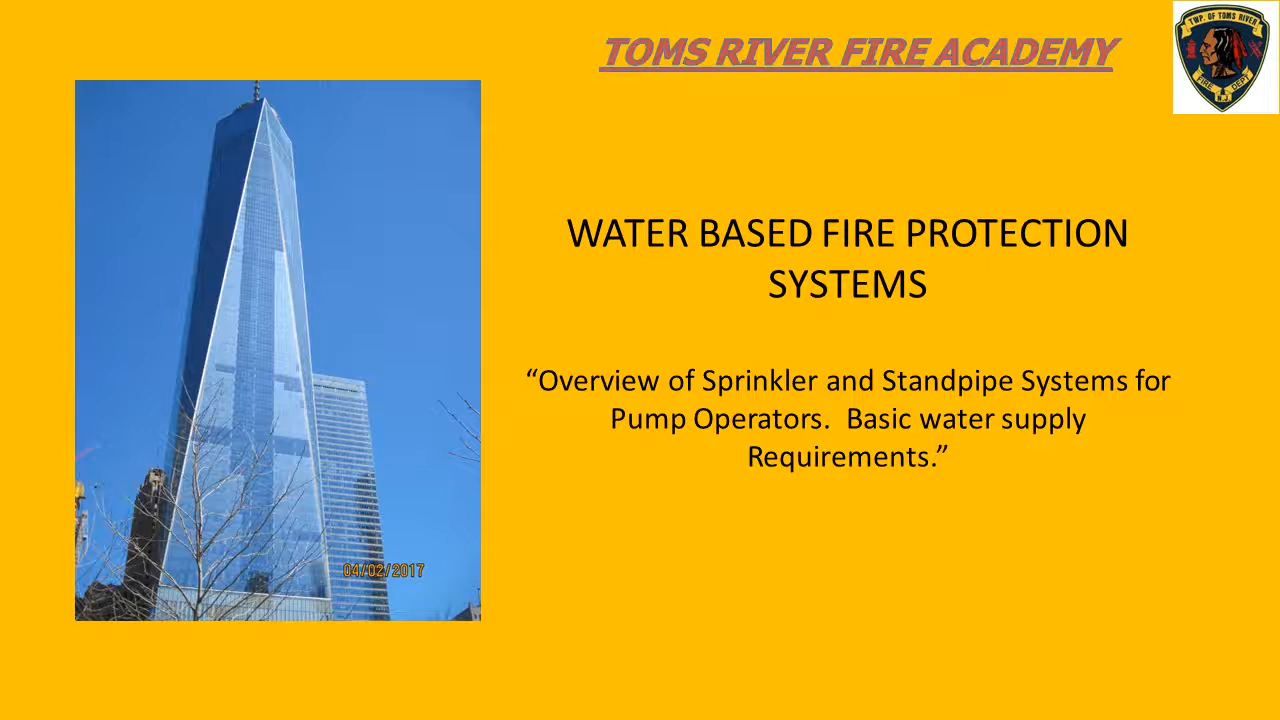 TOMS RIVER FIRE ACADEMY
TWP. OF TOMS RIVER
FIRE DEPT
N.J.
WATER BASED FIRE PROTECTION
SYSTEMS
“Overview of Sprinkler and Standpipe Systems for
Pump Operators.  Basic water supply
Requirements.”
04/02/2017